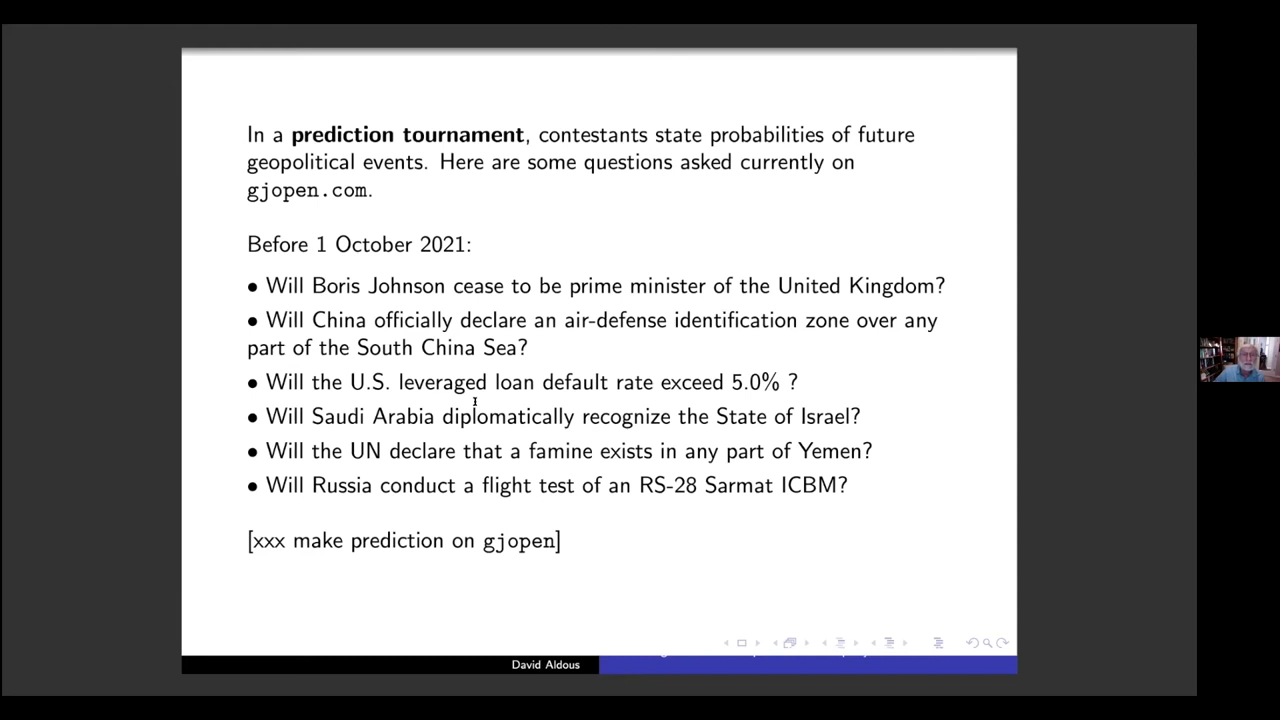 In a prediction tournament, contestants state probabilities of future
geopolitical events. Here are some questions asked currently on
gjopen.com.
Before 1 October 2021:
• Will Boris Johnson cease to be prime minister of the United Kingdom?
• Will China officially declare an air-defense identification zone over any
part of the South China Sea?
• Will the U.S. leveraged loan default rate exceed 5.0% ?
• Will Saudi Arabia diplomatically recognize the State of Israel?
• Will the UN declare that a famine exists in any part of Yemen?
• Will Russia conduct a flight test of an RS-28 Sarmat ICBM?
[xxx make prediction on gjopen]
David Aldous